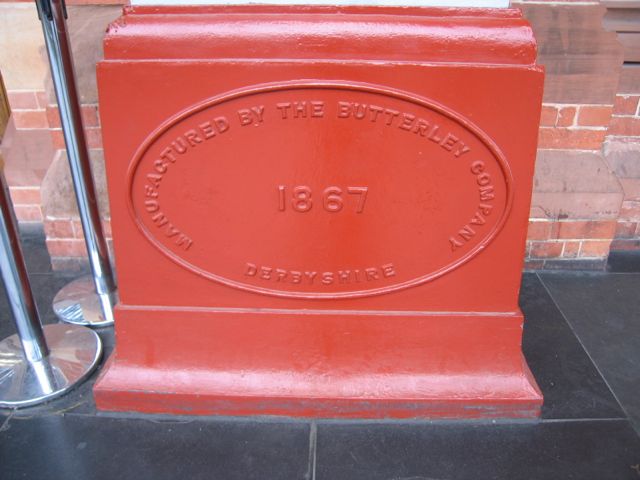 MANUFACTURED BY THE BUTTERLEY COMPANY
1867
DERBYSHIRE